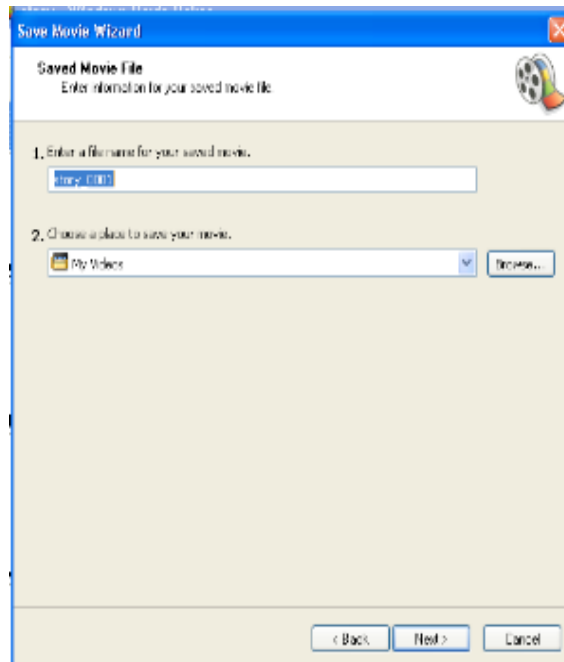 Save Movie Wizard
Saved Movie File
Enter information for your saved movie file.
1. Enter a file name for your saved movie.
story_0001
2. Choose a place to save your movie.
My Videos
Browse...
< Back
Next >
Cancel